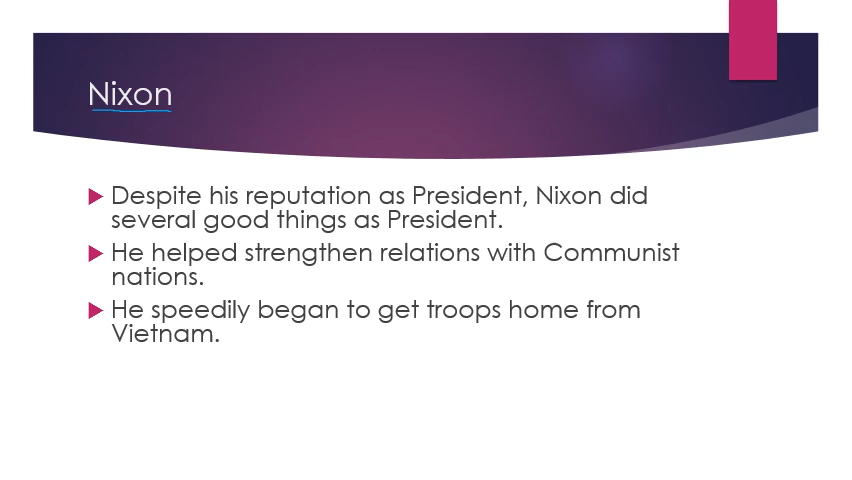 Nixon
Despite his reputation as President, Nixon did
several good things as President.
He helped strengthen relations with Communist
nations.
He speedily began to get troops home from
Vietnam.